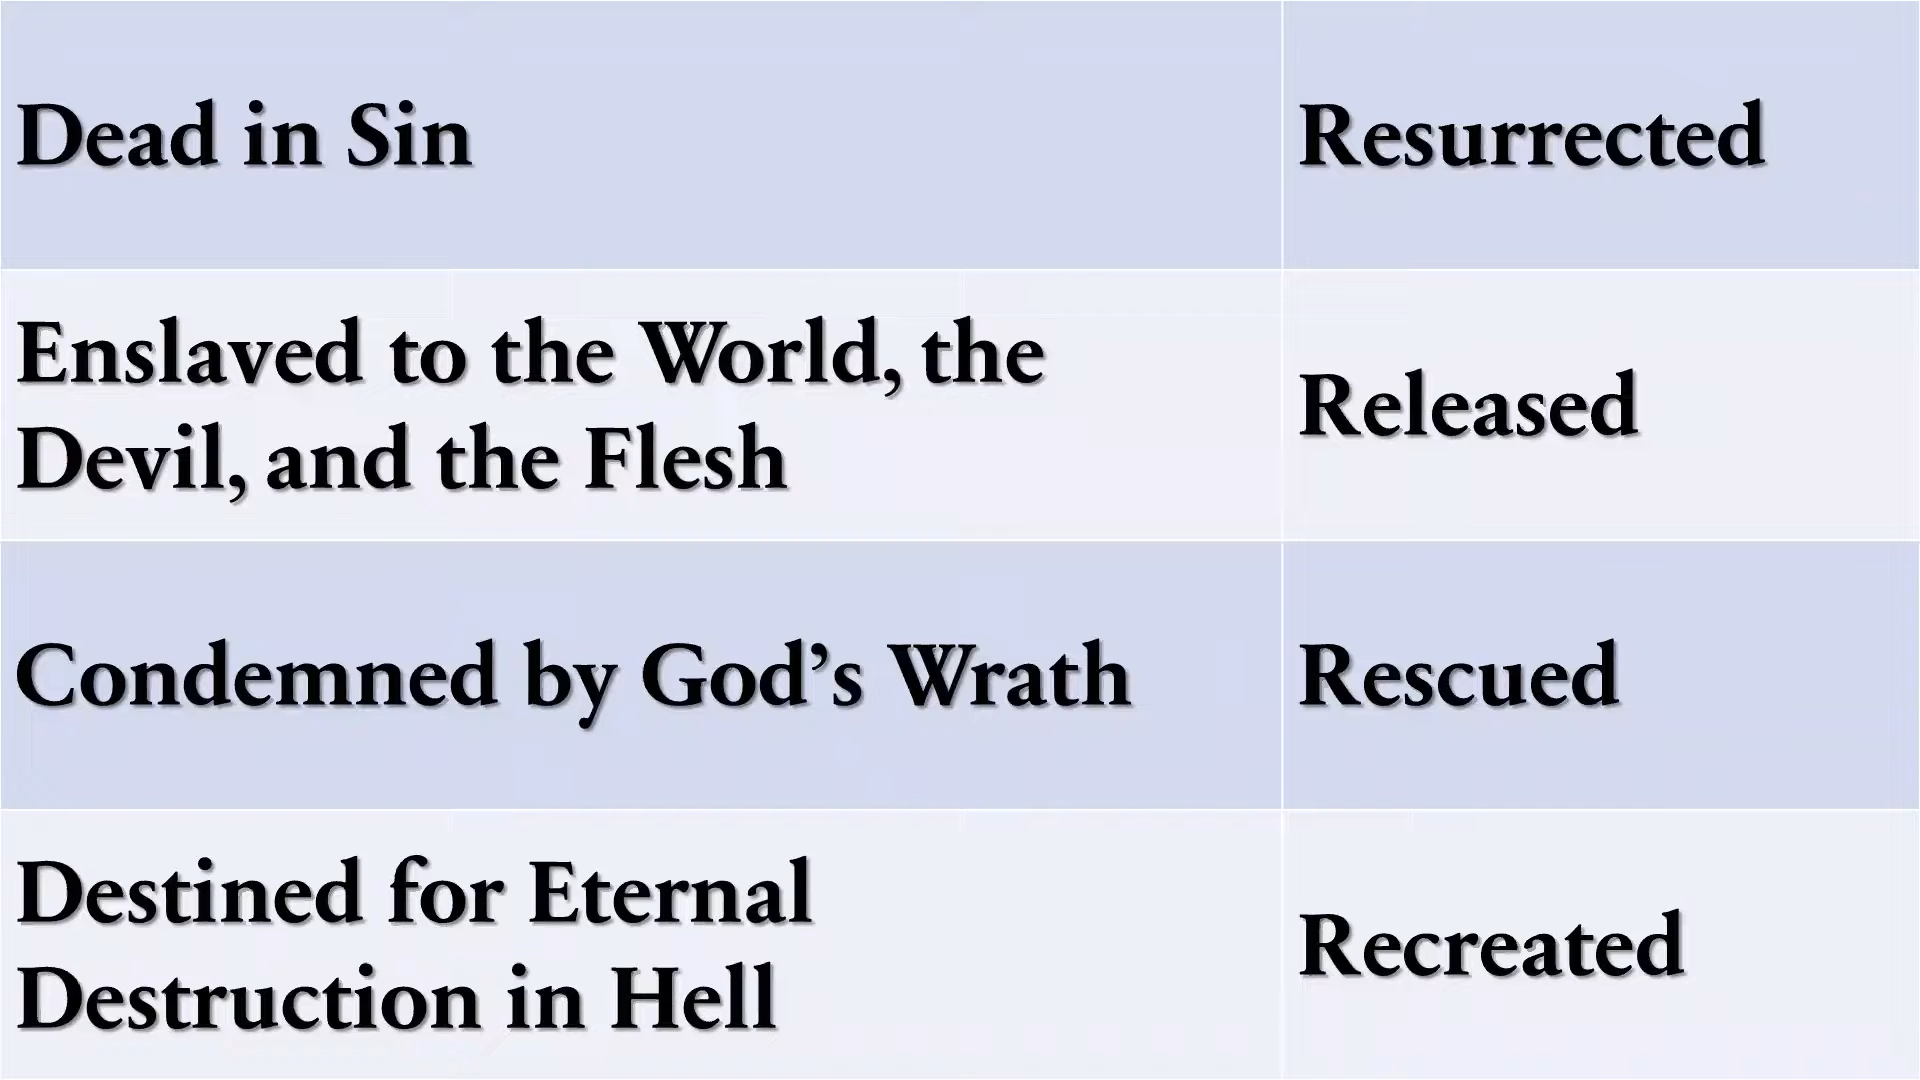 Dead in Sin
Resurrected
Enslaved to the World, the
Devil, and the Flesh
Released
Condemned by God’s Wrath
Rescued
Destined for Eternal
Destruction in Hell
Recreated